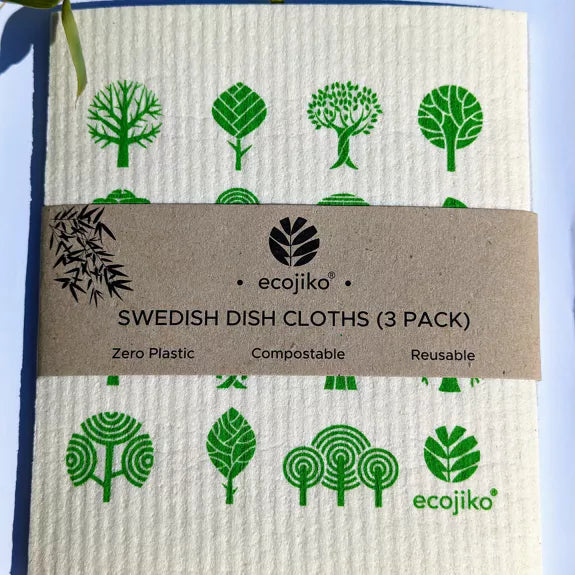 • ecojiko® •
SWEDISH DISH CLOTHS (3 PACK)
Zero Plastic Compostable Reusable
ecojiko®